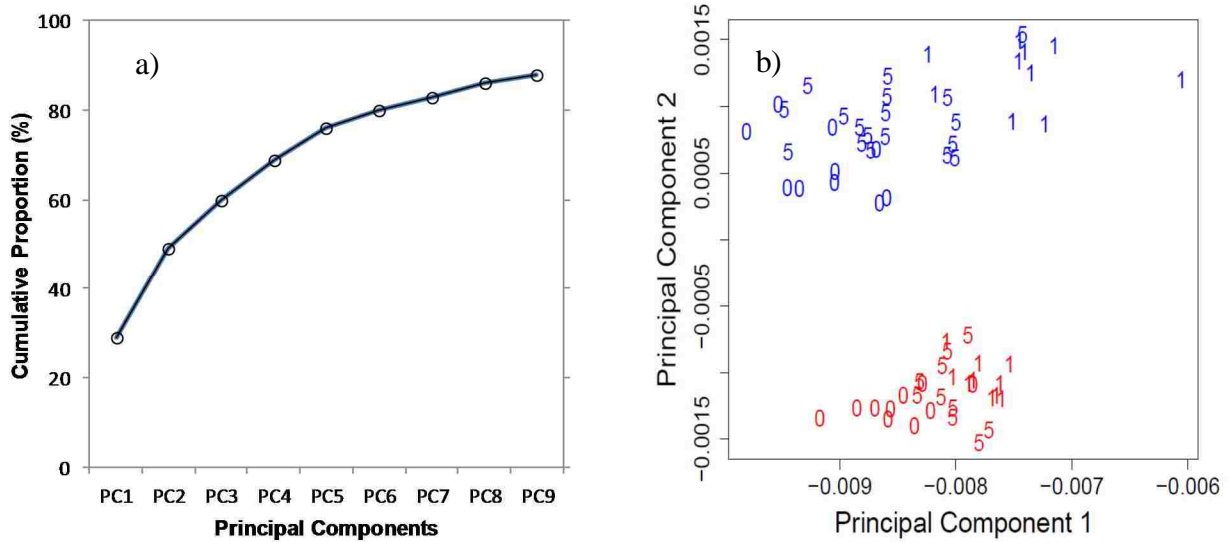 a)
Cumulative Proportion (%)
100
80
60
40
20
0
PC1 PC2 PC3 PC4 PC5 PC6 PC7 PC8 PC9
Principal Components
b)
Principal Component 2
0.0015
0.0005
−0.0005
−0.0015
−0.009 −0.008 −0.007 −0.006
Principal Component 1